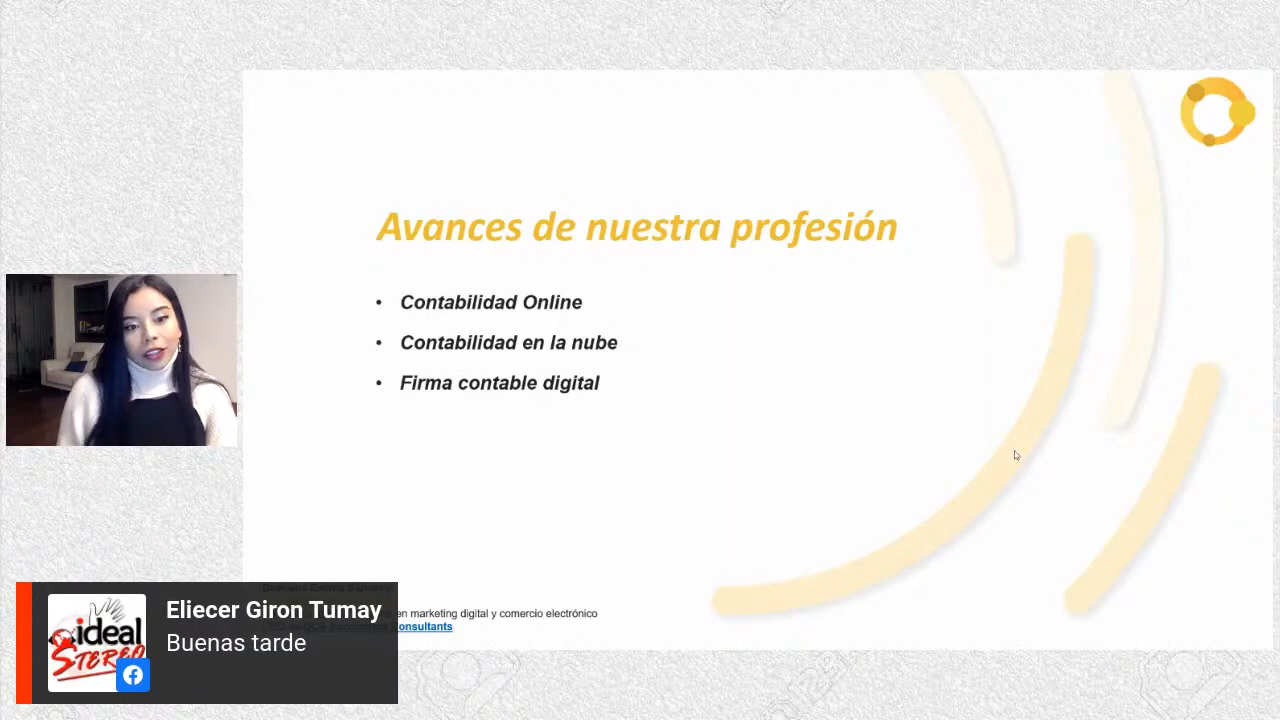 Avances de nuestra profesión
• Contabilidad Online
• Contabilidad en la nube
• Firma contable digital
en marketing digital y comercio electrónico
Consultants
Eliecer Giron Tumay
Buenas tarde
ideal
STEREO